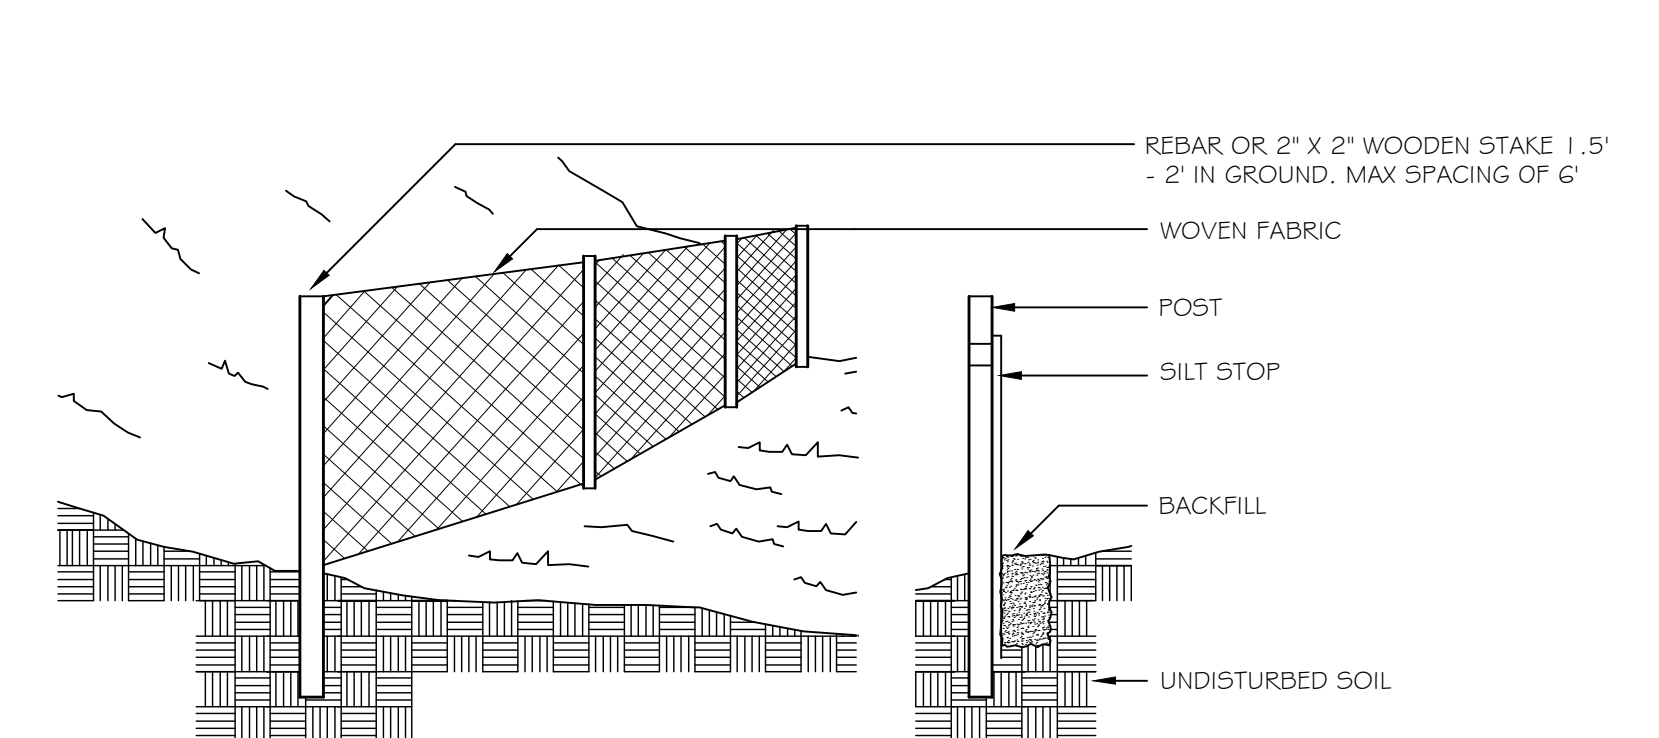 REBAR OR 2" X 2" WOODEN STAKE 1.5'
- 2' IN GROUND. MAX SPACING OF 6'
WOVEN FABRIC
POST
SILT STOP
BACKFILL
UNDISTURBED SOIL